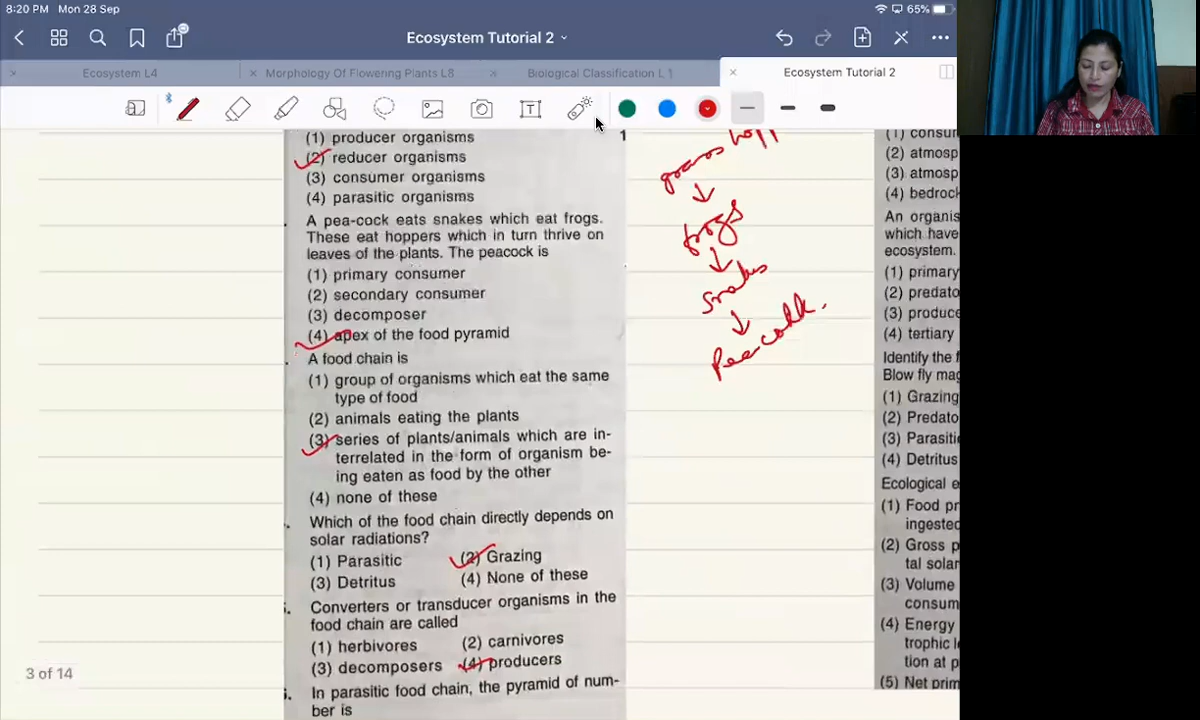 8:20 PM Mon 28 Sep
65%
Ecosystem Tutorial 2
Ecosystem L4
Morphology Of Flowering Plants L8
Biological Classification L 1
Ecosystem Tutorial 2
(1) producer organisms
(2) reducer organisms
(3) consumer organisms
(4) parasitic organisms
A pea-cock eats snakes which eat frogs.
These eat hoppers which in turn thrive on
leaves of the plants. The peacock is
(1) primary consumer
(2) secondary consumer
(3) decomposer
(4) apex of the food pyramid
A food chain is
(1) group of organisms which eat the same
type of food
(2) animals eating the plants
(3) series of plants/animals which are in-
terrelated in the form of organism be-
ing eaten as food by the other
(4) none of these
Which of the food chain directly depends on
solar radiations?
(1) Parasitic (2) Grazing
(3) Detritus (4) None of these
Converters or transducer organisms in the
food chain are called
(1) herbivores (2) carnivores
(3) decomposers (4) producers
In parasitic food chain, the pyramid of num-
ber is
1
frogs
snakes
(1) consu
(2) atmosp
(3) atmosp
(4) bedrock
An organis
which have
ecosystem.
(1) primary
(2) predato
(3) produce
(4) tertiary
Identify the f
Blow fly mag
(1) Grazing
(2) Predato
(3) Parasiti
(4) Detritus
Ecological e
(1) Food pr
ingested
(2) Gross p
tal solar
(3) Volume
consum
(4) Energy
trophic le
tion at p
(5) Net prim
3 of 14